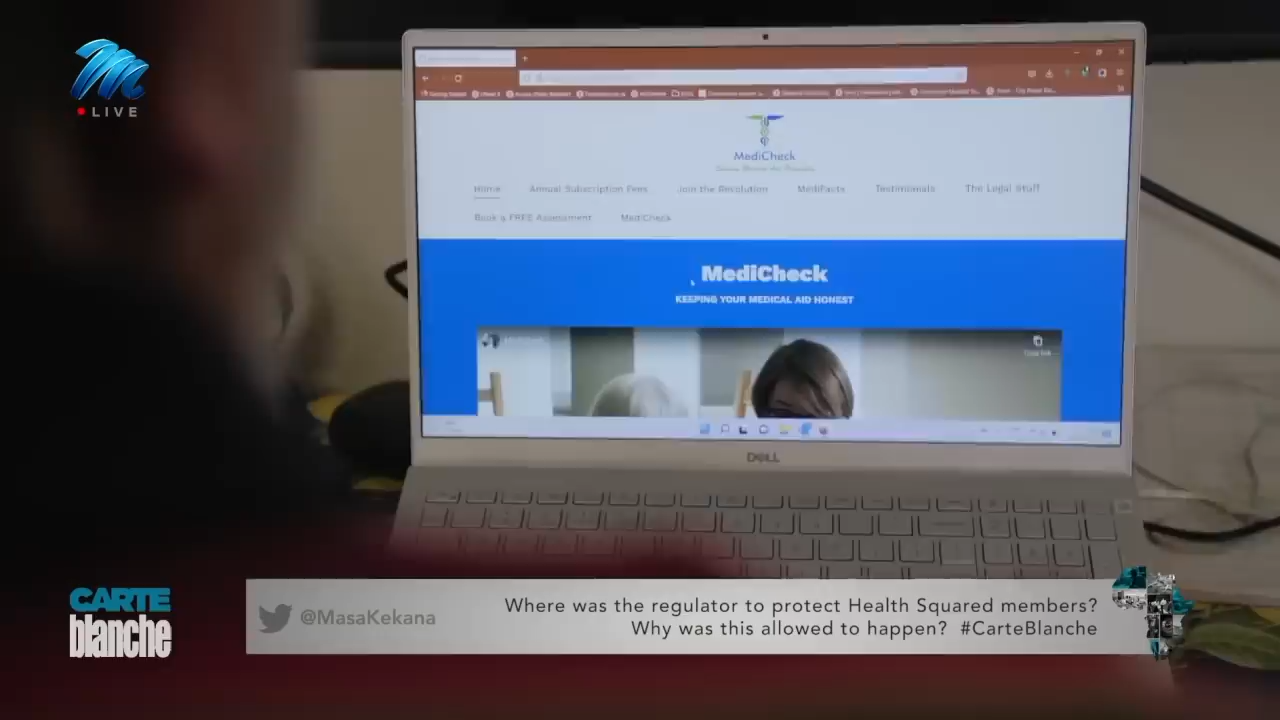 LIVE
MediCheck
Home Annual Subscription Fees Join the Revolution MediFacts Testimonials The Legal Stuff
Book a FREE Assessment MediCheck
MediCheck
KEEPING YOUR MEDICAL AID HONEST
DELL
CARTE
blanche
@MasaKekana
Where was the regulator to protect Health Squared members?
Why was this allowed to happen? #CarteBlanche